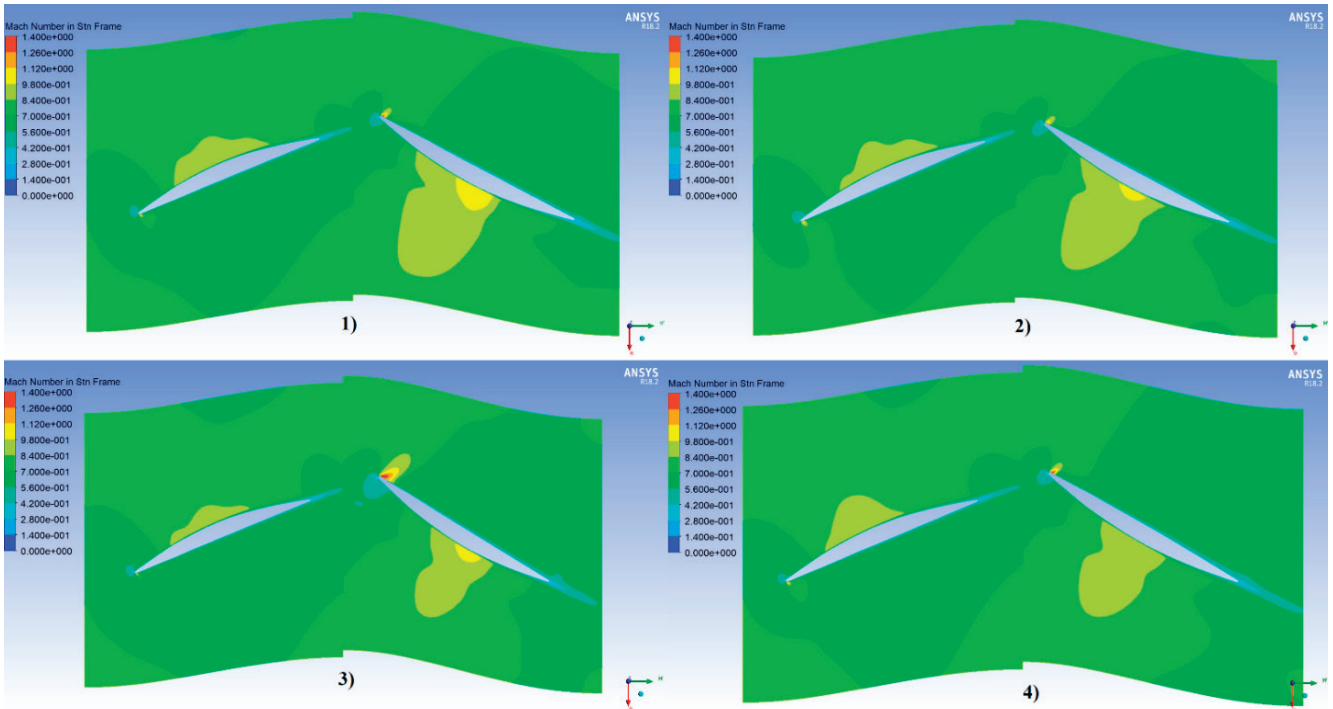 Mach Number in Stn Frame
1.400e+000
1.260e+000
1.120e+000
9.800e-001
8.400e-001
7.000e-001
5.600e-001
4.200e-001
2.800e-001
1.400e-001
0.000e+000
ANSYS
R18.2
1)
Mach Number in Stn Frame
1.400e+000
1.260e+000
1.120e+000
9.800e-001
8.400e-001
7.000e-001
5.600e-001
4.200e-001
2.800e-001
1.400e-001
0.000e+000
ANSYS
R18.2
2)
Mach Number in Stn Frame
1.400e+000
1.260e+000
1.120e+000
9.800e-001
8.400e-001
7.000e-001
5.600e-001
4.200e-001
2.800e-001
1.400e-001
0.000e+000
ANSYS
R18.2
3)
Mach Number in Stn Frame
1.400e+000
1.260e+000
1.120e+000
9.800e-001
8.400e-001
7.000e-001
5.600e-001
4.200e-001
2.800e-001
1.400e-001
0.000e+000
ANSYS
R18.2
4)